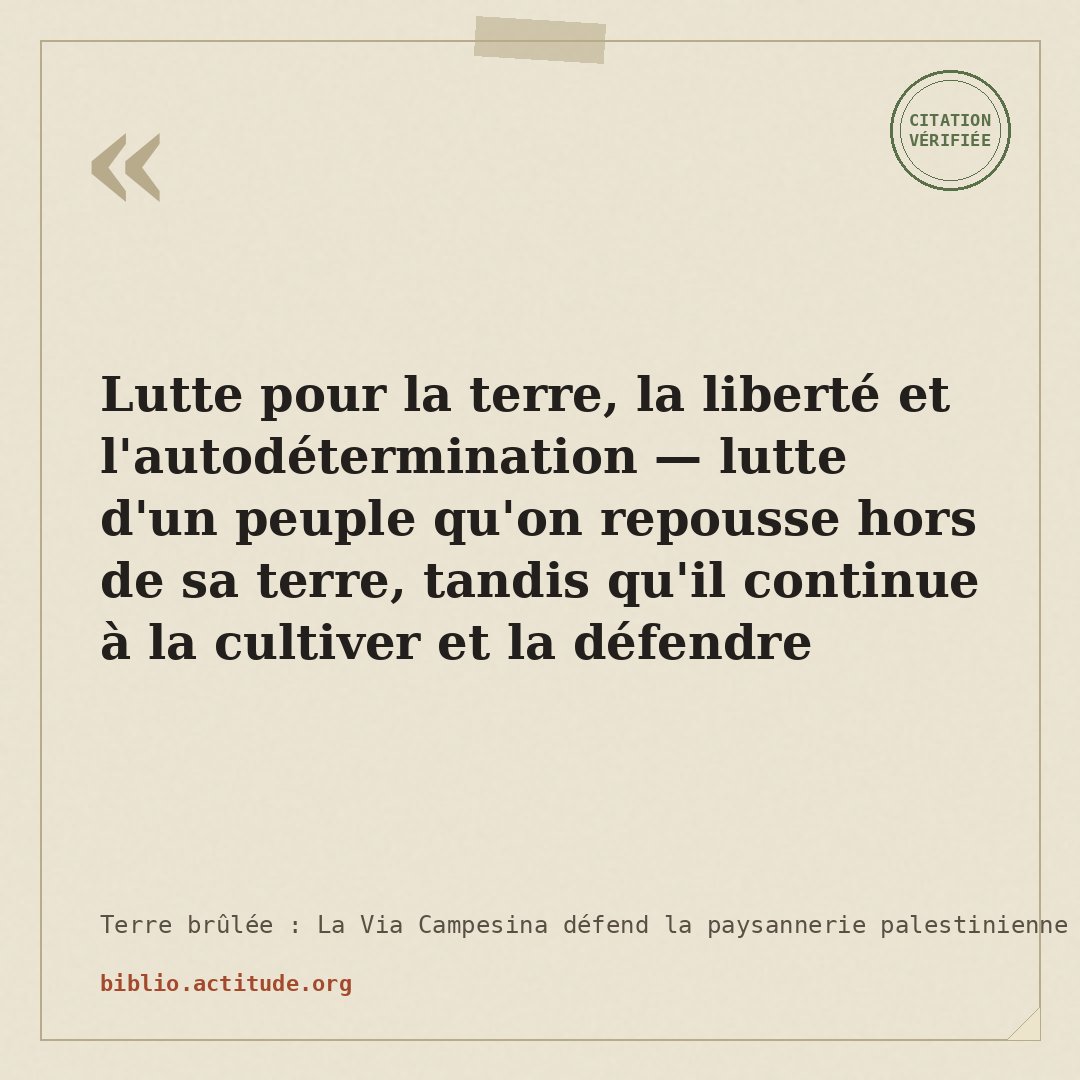 «
CITATION
VÉRIFIÉE
Lutte pour la terre, la liberté et
l'autodétermination — lutte
d'un peuple qu'on repousse hors
de sa terre, tandis qu'il continue
à la cultiver et la défendre
Terre brûlée : La Via Campesina défend la paysannerie palestinienne
biblio.actitude.org